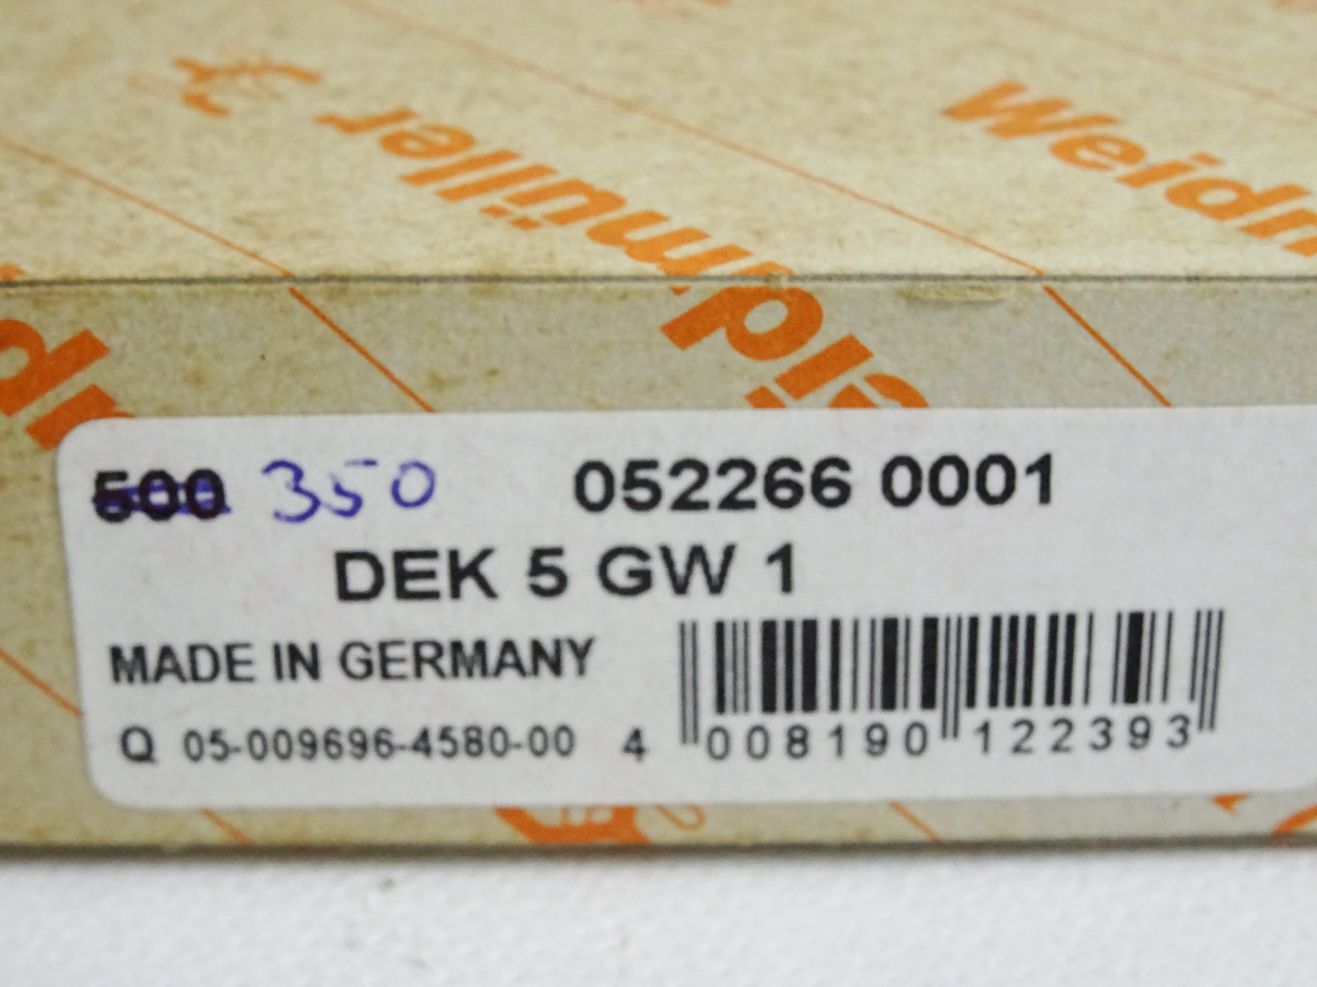 Weidmüller
Weidm
500 350 052266 0001
DEK 5 GW 1
MADE IN GERMANY
Q 05-009696-4580-00
4 008190 122393